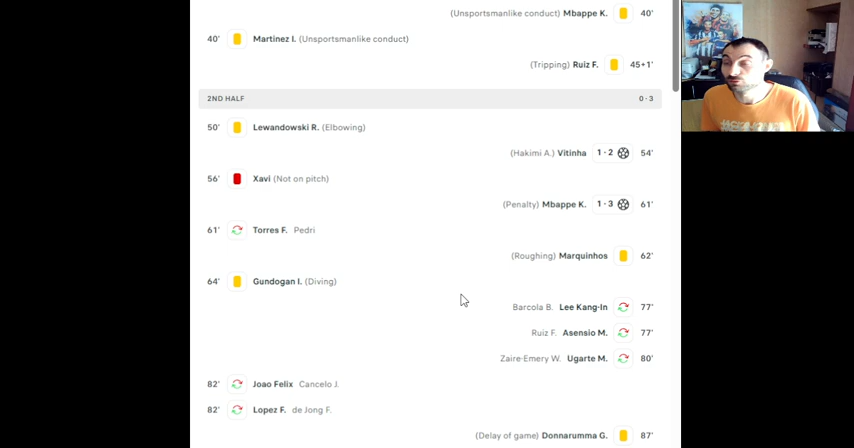 (Unsportsmanlike conduct) Mbappe K. 40'
40' Martinez I. (Unsportsmanlike conduct)
(Tripping) Ruiz F. 45+1'
2ND HALF 0 - 3
50' Lewandowski R. (Elbowing)
(Hakimi A.) Vitinha 1 - 2 54'
56' Xavi (Not on pitch)
(Penalty) Mbappe K. 1 - 3 61'
61' Torres F. Pedri
(Roughing) Marquinhos 62'
64' Gundogan I. (Diving)
Barcola B. Lee Kang-In 77'
Ruiz F. Asensio M. 77'
Zaire-Emery W. Ugarte M. 80'
82' Joao Felix Cancelo J.
82' Lopez F. de Jong F.
(Delay of game) Donnarumma G. 87'